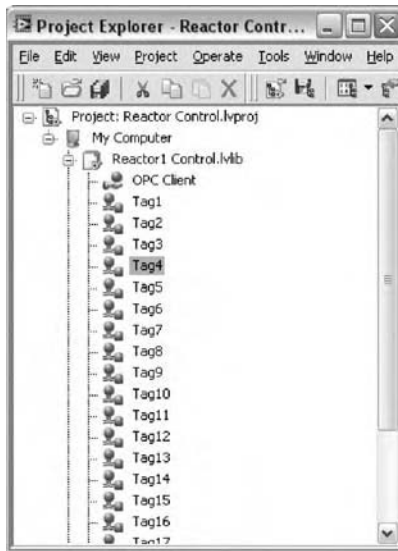 Project Explorer - Reactor Contr...
File Edit View Project Operate Tools Window Help
Project: Reactor Control.lvproj
My Computer
Reactor1 Control.lvlib
OPC Client
Tag1
Tag2
Tag3
Tag4
Tag5
Tag6
Tag7
Tag8
Tag9
Tag10
Tag11
Tag12
Tag13
Tag14
Tag15
Tag16
Tag17